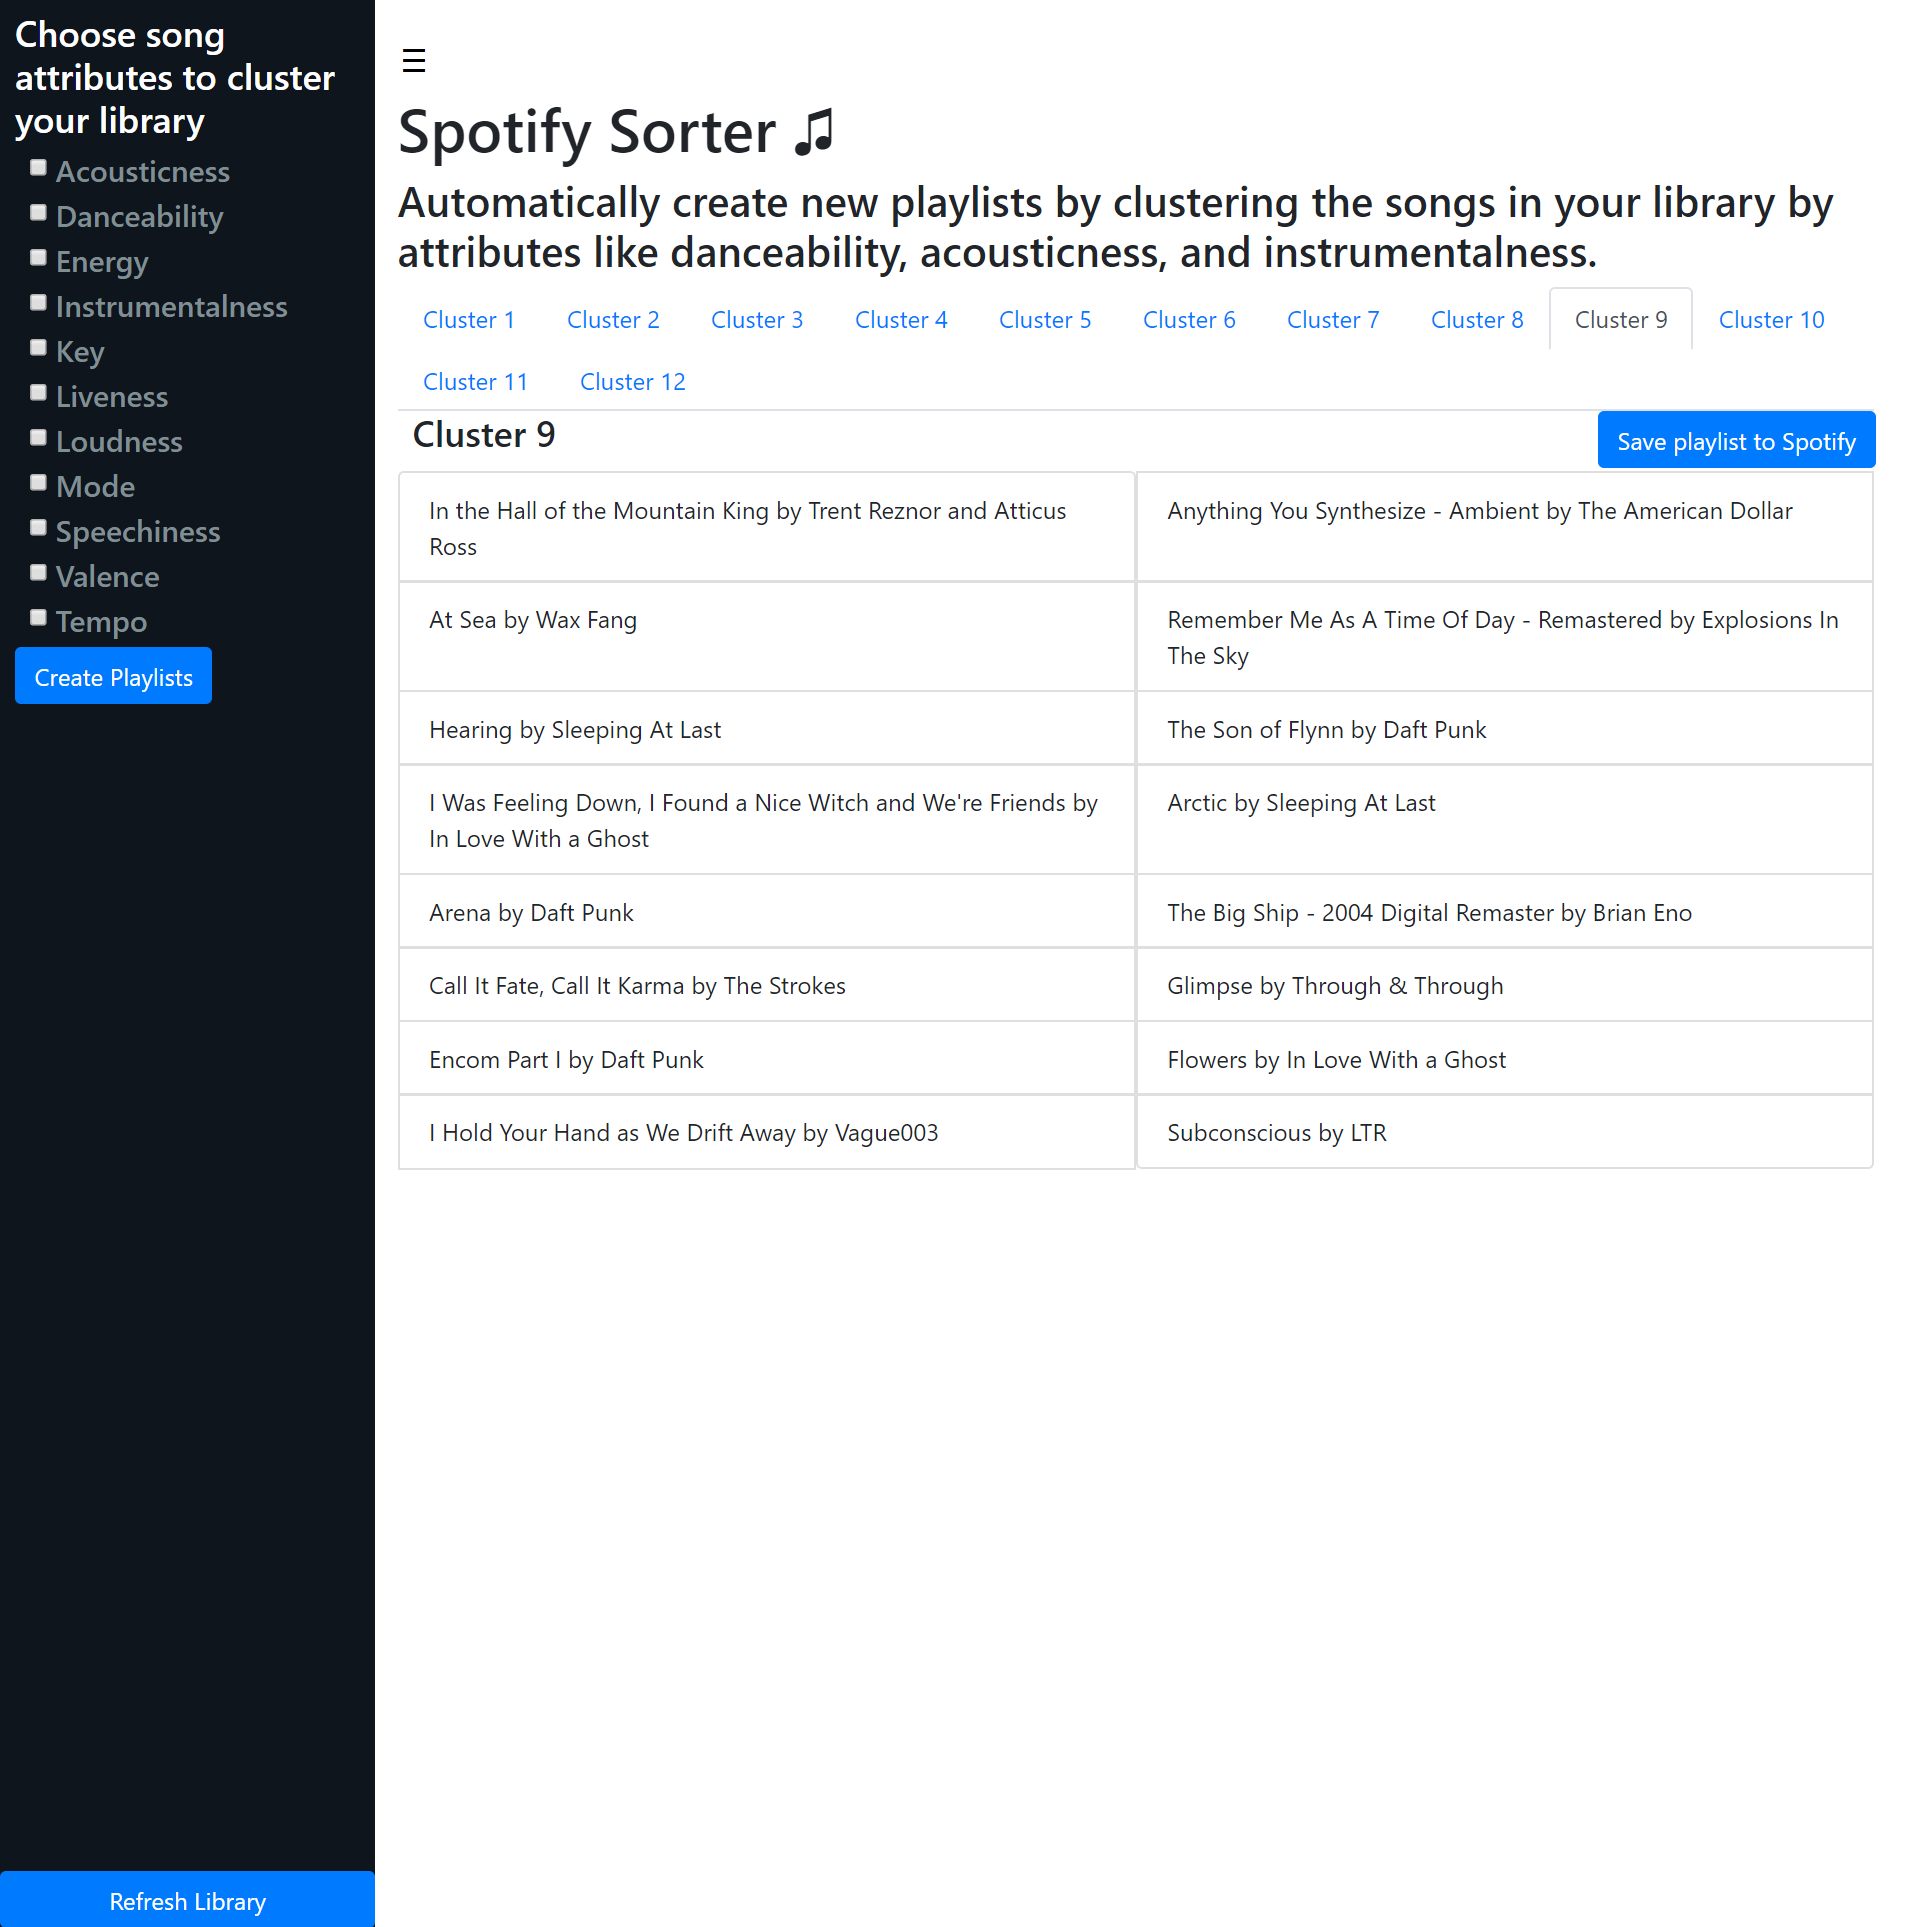 Choose song
attributes to cluster
your library
Acousticness
Danceability
Energy
Instrumentalness
Key
Liveness
Loudness
Mode
Speechiness
Valence
Tempo
Create Playlists
Refresh Library
☰
Spotify Sorter ♫
Automatically create new playlists by clustering the songs in your library by
attributes like danceability, acousticness, and instrumentalness.
Cluster 1 Cluster 2 Cluster 3 Cluster 4 Cluster 5 Cluster 6 Cluster 7 Cluster 8 Cluster 9 Cluster 10
Cluster 11 Cluster 12
Cluster 9
Save playlist to Spotify
In the Hall of the Mountain King by Trent Reznor and Atticus
Ross
Anything You Synthesize - Ambient by The American Dollar
At Sea by Wax Fang
Remember Me As A Time Of Day - Remastered by Explosions In
The Sky
Hearing by Sleeping At Last
The Son of Flynn by Daft Punk
I Was Feeling Down, I Found a Nice Witch and We're Friends by
In Love With a Ghost
Arctic by Sleeping At Last
Arena by Daft Punk
The Big Ship - 2004 Digital Remaster by Brian Eno
Call It Fate, Call It Karma by The Strokes
Glimpse by Through & Through
Encom Part I by Daft Punk
Flowers by In Love With a Ghost
I Hold Your Hand as We Drift Away by Vague003
Subconscious by LTR